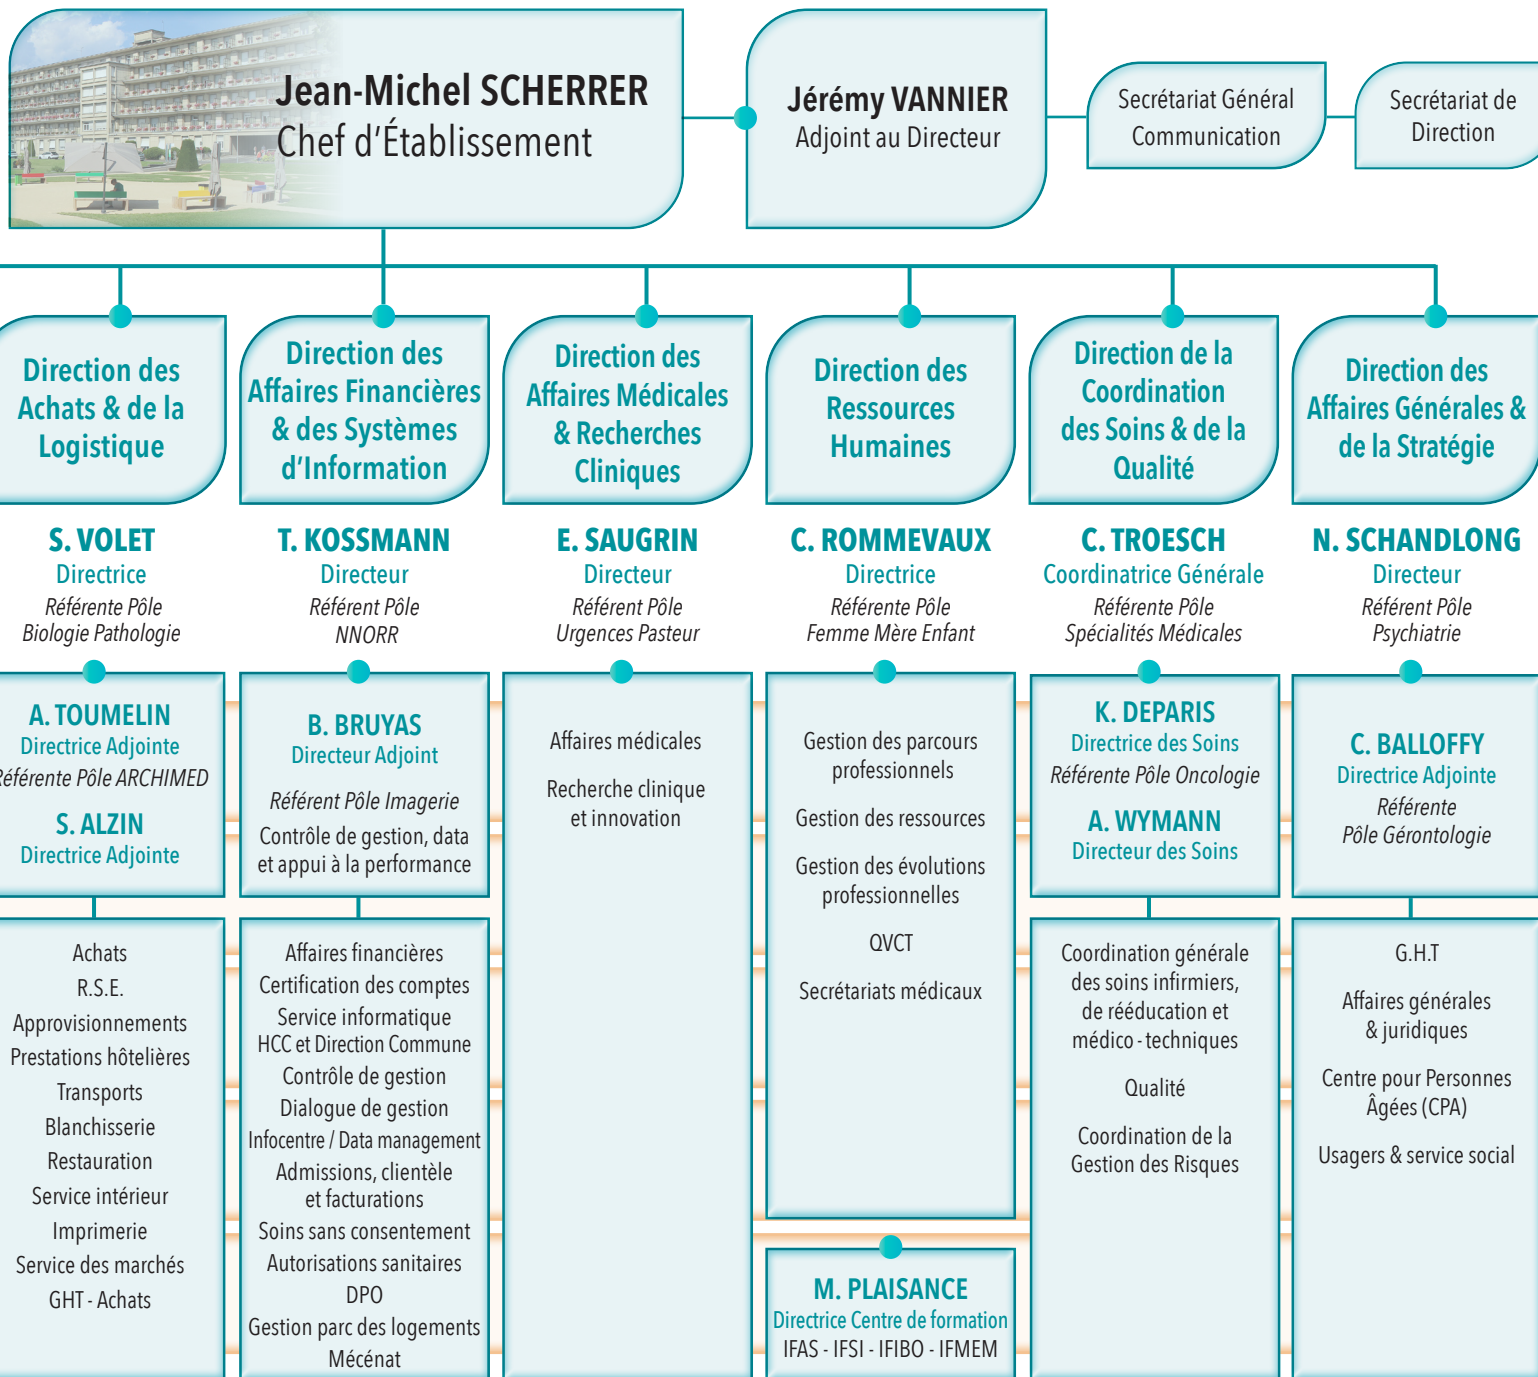 Jean-Michel SCHERRER
Chef d'Établissement
Jérémy VANNIER
Adjoint au Directeur
Secrétariat Général
Communication
Secrétariat de
Direction
Direction des
Achats & de la
Logistique
S. VOLET
Directrice
Référente Pôle
Biologie Pathologie
A. TOUMELIN
Directrice Adjointe
Référente Pôle ARCHIMED
S. ALZIN
Directrice Adjointe
Achats
R.S.E.
Approvisionnements
Prestations hôtelières
Transports
Blanchisserie
Restauration
Service intérieur
Imprimerie
Service des marchés
GHT - Achats
Direction des
Affaires Financières
& des Systèmes
d'Information
T. KOSSMANN
Directeur
Référent Pôle
NNORR
B. BRUYAS
Directeur Adjoint
Référent Pôle Imagerie
Contrôle de gestion, data
et appui à la performance
Affaires financières
Certification des comptes
Service informatique
HCC et Direction Commune
Contrôle de gestion
Dialogue de gestion
Infocentre / Data management
Admissions, clientèle
et facturations
Soins sans consentement
Autorisations sanitaires
DPO
Gestion parc des logements
Mécénat
Direction des
Affaires Médicales
& Recherches
Cliniques
E. SAUGRIN
Directeur
Référent Pôle
Urgences Pasteur
Affaires médicales
Recherche clinique
et innovation
Direction des
Ressources
Humaines
C. ROMMEVAUX
Directrice
Référente Pôle
Femme Mère Enfant
Gestion des parcours
professionnels
Gestion des ressources
Gestion des évolutions
professionnelles
QVCT
Secrétariats médicaux
M. PLAISANCE
Directrice Centre de formation
IFAS - IFSI - IFIBO - IFMEM
Direction de la
Coordination
des Soins & de la
Qualité
C. TROESCH
Coordinatrice Générale
Référente Pôle
Spécialités Médicales
K. DEPARIS
Directrice des Soins
Référente Pôle Oncologie
A. WYMANN
Directeur des Soins
Coordination générale
des soins infirmiers,
de rééducation et
médico - techniques
Qualité
Coordination de la
Gestion des Risques
Direction des
Affaires Générales &
de la Stratégie
N. SCHANDLONG
Directeur
Référent Pôle
Psychiatrie
C. BALLOFFY
Directrice Adjointe
Référente
Pôle Gérontologie
G.H.T
Affaires générales
& juridiques
Centre pour Personnes
Âgées (CPA)
Usagers & service social